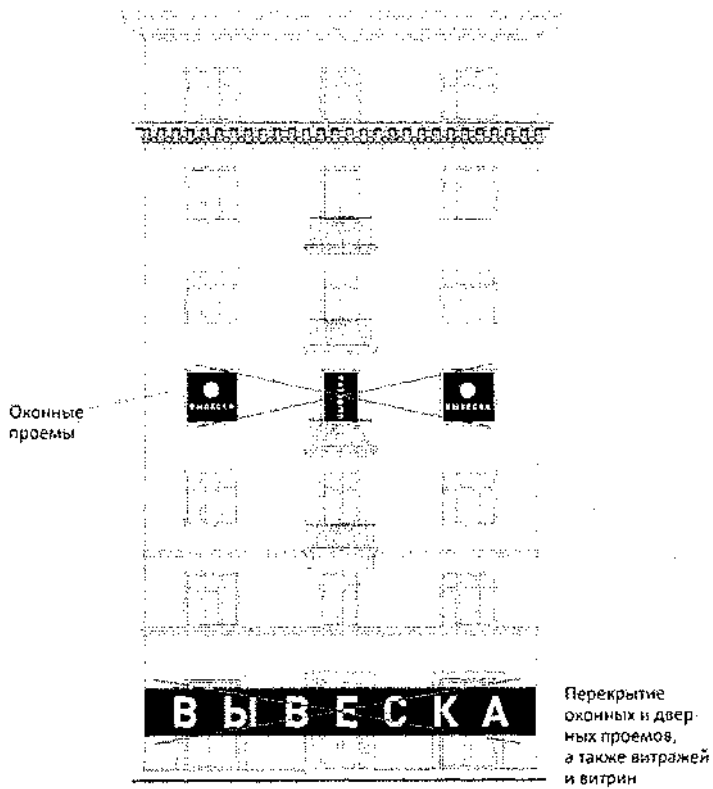 ВЫВЕСКА
ВЫВЕСКА
ВЫВЕСКА
Оконные
проемы
ВЫВЕСКА
Перекрытие
оконных и двер-
ных проемов,
а также витражей
и витрин